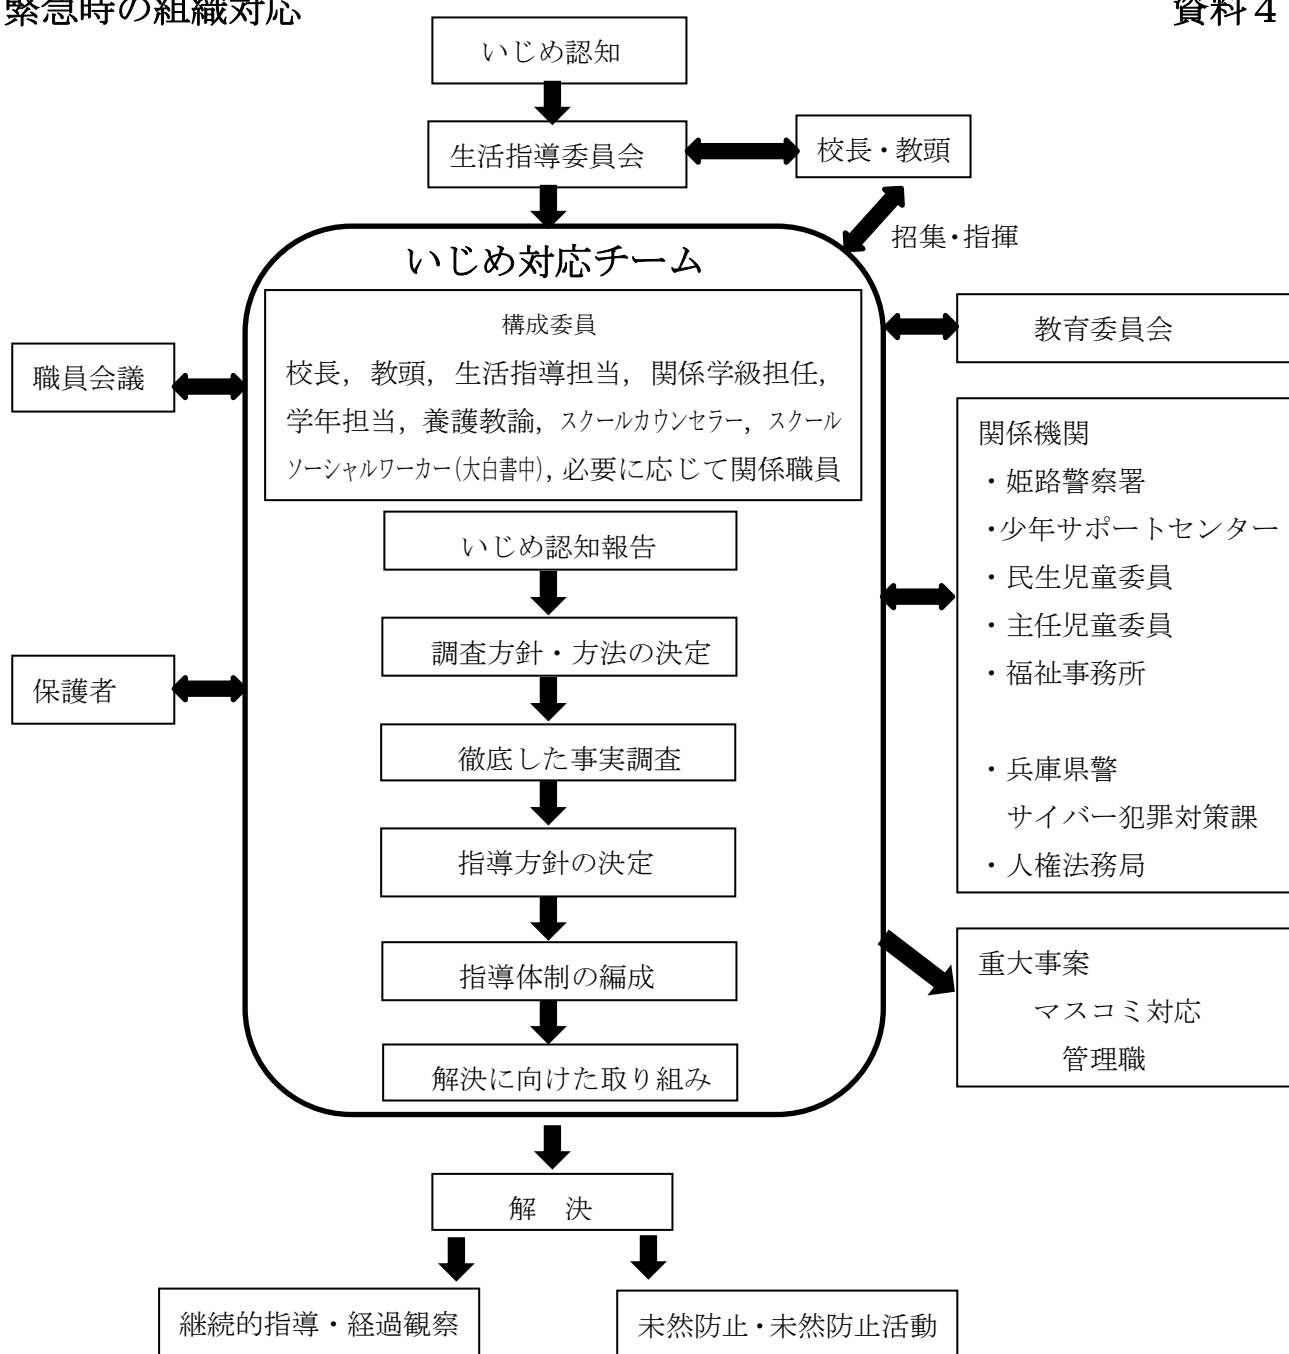 緊急時の組織対応
資料４
いじめ認知
生活指導委員会
校長・教頭
招集・指揮
いじめ対応チーム
構成委員
校長，教頭，生活指導担当，関係学級担任，
学年担当，養護教諭，スクールカウンセラー，スクール
ソーシャルワーカー(大白書中)，必要に応じて関係職員
いじめ認知報告
調査方針・方法の決定
徹底した事実調査
指導方針の決定
指導体制の編成
解決に向けた取り組み
職員会議
保護者
教育委員会
関係機関
・姫路警察署
・少年サポートセンター
・民生児童委員
・主任児童委員
・福祉事務所
・兵庫県警
サイバー犯罪対策課
・人権法務局
重大事案
マスコミ対応
管理職
解　決
継続的指導・経過観察
未然防止・未然防止活動